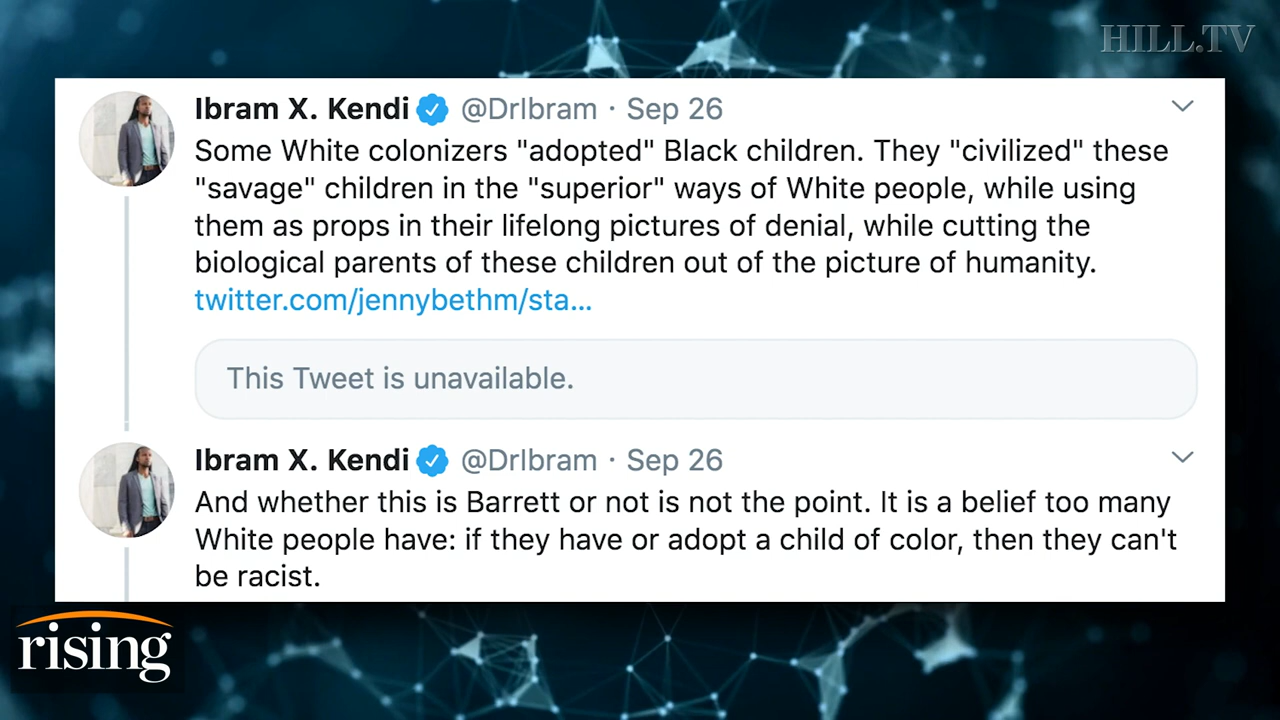 HILL.TV
Ibram X. Kendi @DrIbram · Sep 26
Some White colonizers "adopted" Black children. They "civilized" these
"savage" children in the "superior" ways of White people, while using
them as props in their lifelong pictures of denial, while cutting the
biological parents of these children out of the picture of humanity.
twitter.com/jennybethm/sta...
This Tweet is unavailable.
Ibram X. Kendi @DrIbram · Sep 26
And whether this is Barrett or not is not the point. It is a belief too many
White people have: if they have or adopt a child of color, then they can't
be racist.
rising